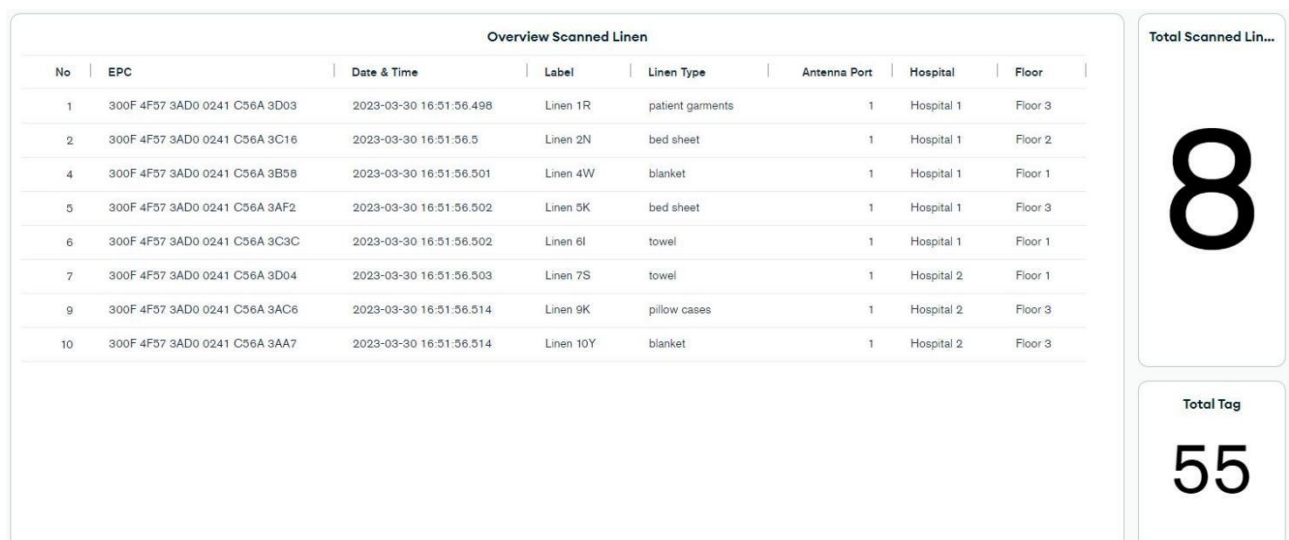 Overview Scanned Linen
No EPC Date & Time Label Linen Type Antenna Port Hospital Floor
1 300F 4F57 3AD0 0241 C56A 3D03 2023-03-30 16:51:56.498 Linen 1R patient garments 1 Hospital 1 Floor 3
2 300F 4F57 3AD0 0241 C56A 3C16 2023-03-30 16:51:56.5 Linen 2N bed sheet 1 Hospital 1 Floor 2
4 300F 4F57 3AD0 0241 C56A 3B58 2023-03-30 16:51:56.501 Linen 4W blanket 1 Hospital 1 Floor 1
5 300F 4F57 3AD0 0241 C56A 3AF2 2023-03-30 16:51:56.502 Linen 5K bed sheet 1 Hospital 1 Floor 3
6 300F 4F57 3AD0 0241 C56A 3C3C 2023-03-30 16:51:56.502 Linen 6I towel 1 Hospital 1 Floor 1
7 300F 4F57 3AD0 0241 C56A 3D04 2023-03-30 16:51:56.503 Linen 7S towel 1 Hospital 2 Floor 1
9 300F 4F57 3AD0 0241 C56A 3AC6 2023-03-30 16:51:56.514 Linen 9K pillow cases 1 Hospital 2 Floor 3
10 300F 4F57 3AD0 0241 C56A 3AA7 2023-03-30 16:51:56.514 Linen 10Y blanket 1 Hospital 2 Floor 3
Total Scanned Lin...
8
Total Tag
55